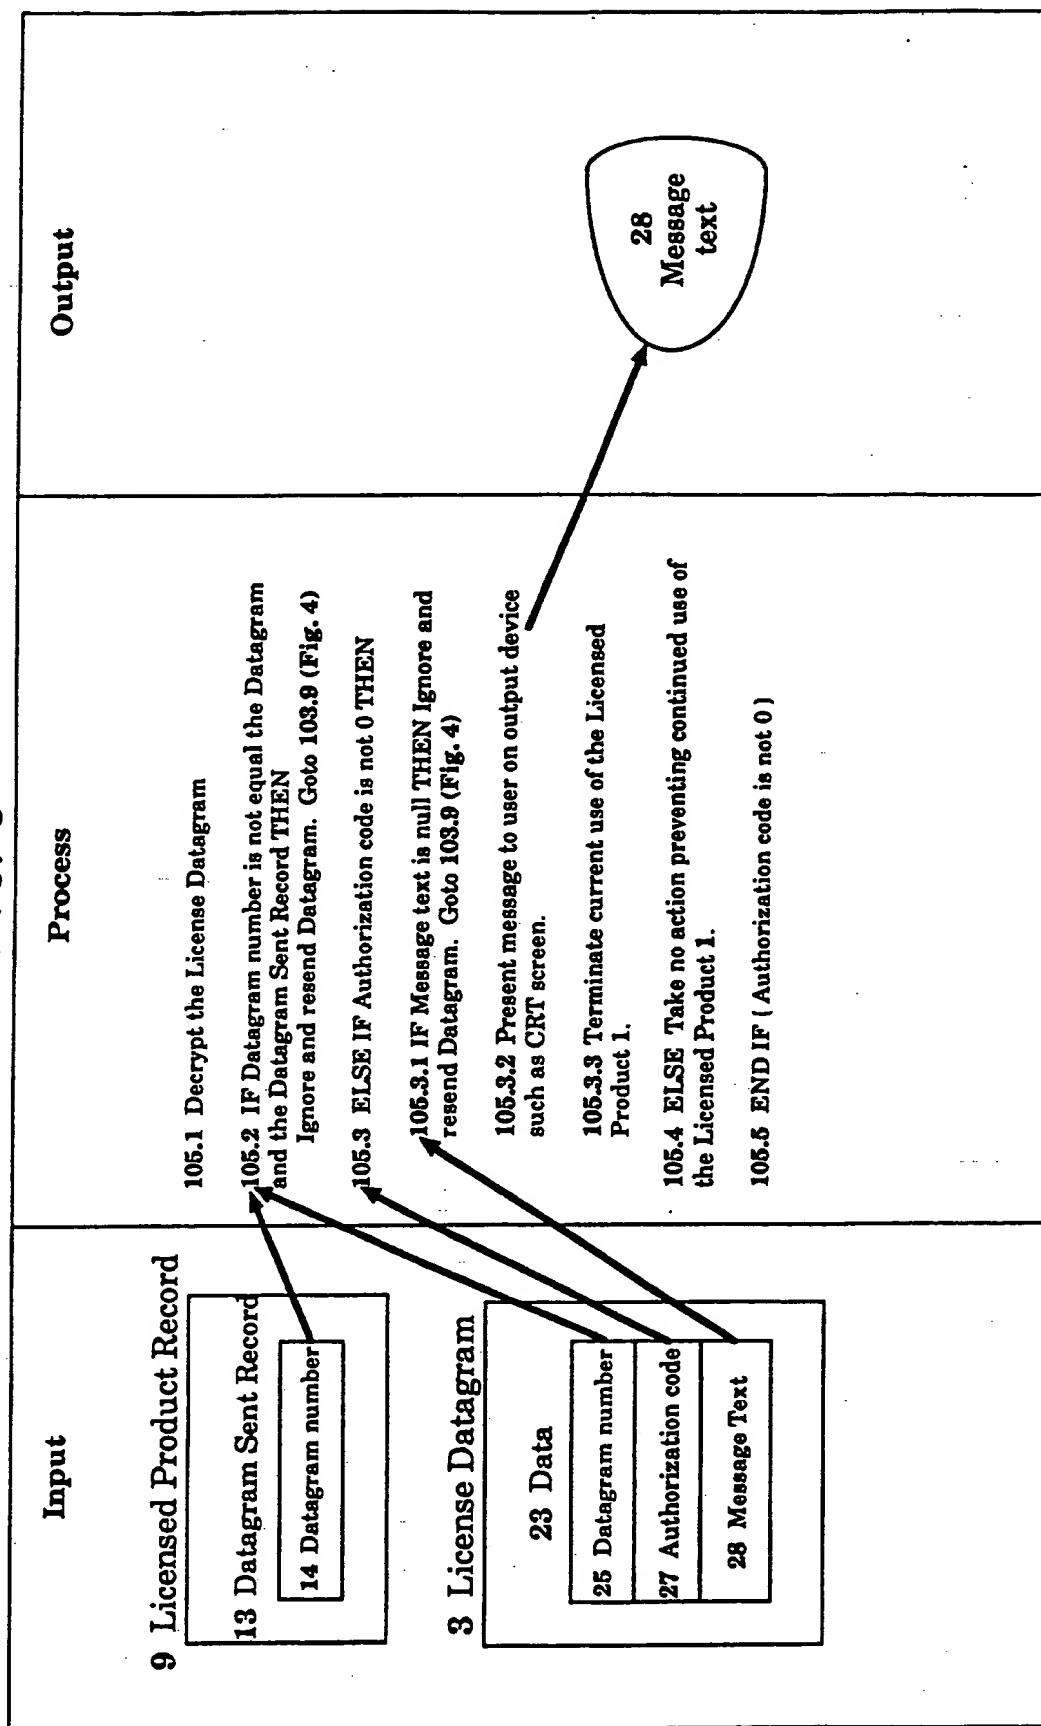 Input
Process
Output
9 Licensed Product Record
13 Datagram Sent Record
14 Datagram number
3 License Datagram
23 Data
25 Datagram number
27 Authorization code
28 Message Text
105.1 Decrypt the License Datagram
105.2 IF Datagram number is not equal the Datagram
and the Datagram Sent Record THEN
Ignore and resend Datagram. Goto 103.9 (Fig. 4)
105.3 ELSE IF Authorization code is not 0 THEN
105.3.1 IF Message text is null THEN Ignore and
resend Datagram. Goto 103.9 (Fig. 4)
105.3.2 Present message to user on output device
such as CRT screen.
105.3.3 Terminate current use of the Licensed
Product 1.
105.4 ELSE Take no action preventing continued use of
the Licensed Product 1.
105.5 END IF ( Authorization code is not 0 )
28
Message
text